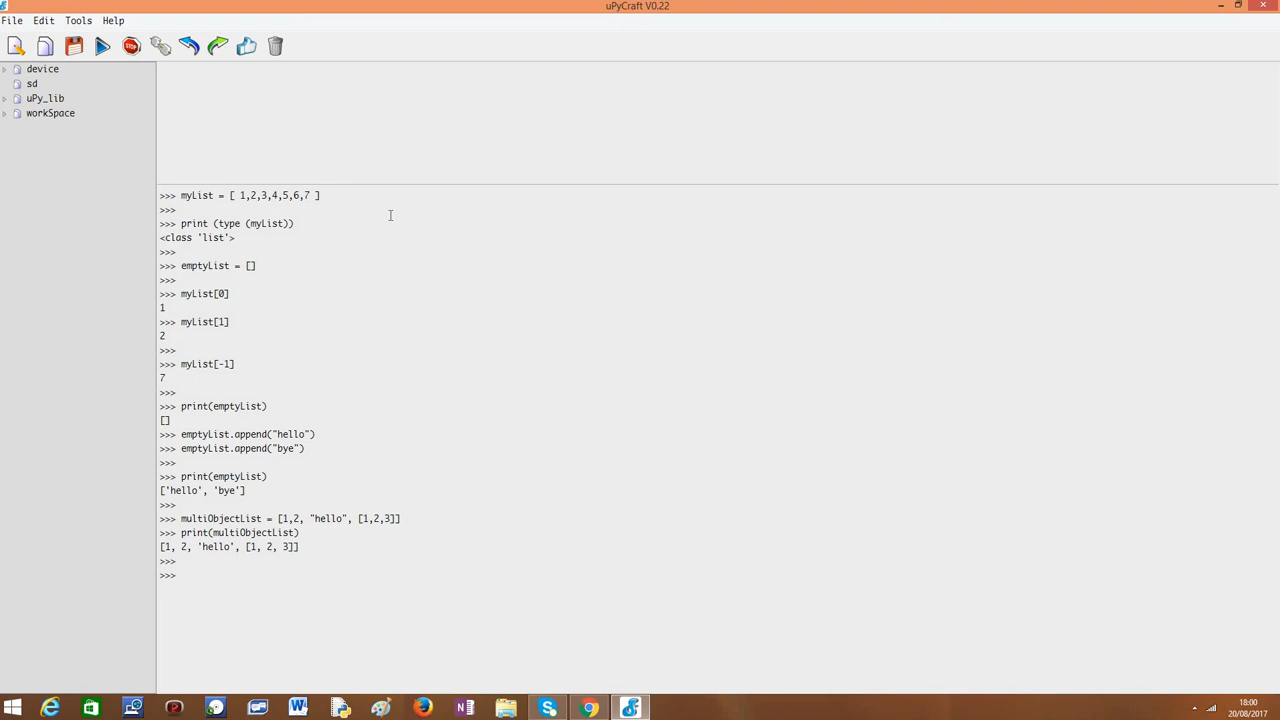 uPyCraft V0.22
File Edit Tools Help
device
sd
uPy_lib
workSpace
>>> myList = [ 1,2,3,4,5,6,7 ]
>>>
>>> print (type (myList))
<class 'list'>
>>>
>>> emptyList = []
>>>
>>> myList[0]
1
>>> myList[1]
2
>>>
>>> myList[-1]
7
>>>
>>> print(emptyList)
[]
>>> emptyList.append("hello")
>>> emptyList.append("bye")
>>>
>>> print(emptyList)
['hello', 'bye']
>>>
>>> multiObjectList = [1,2, "hello", [1,2,3]]
>>> print(multiObjectList)
[1, 2, 'hello', [1, 2, 3]]
>>>
>>>
18:00
20/08/2017